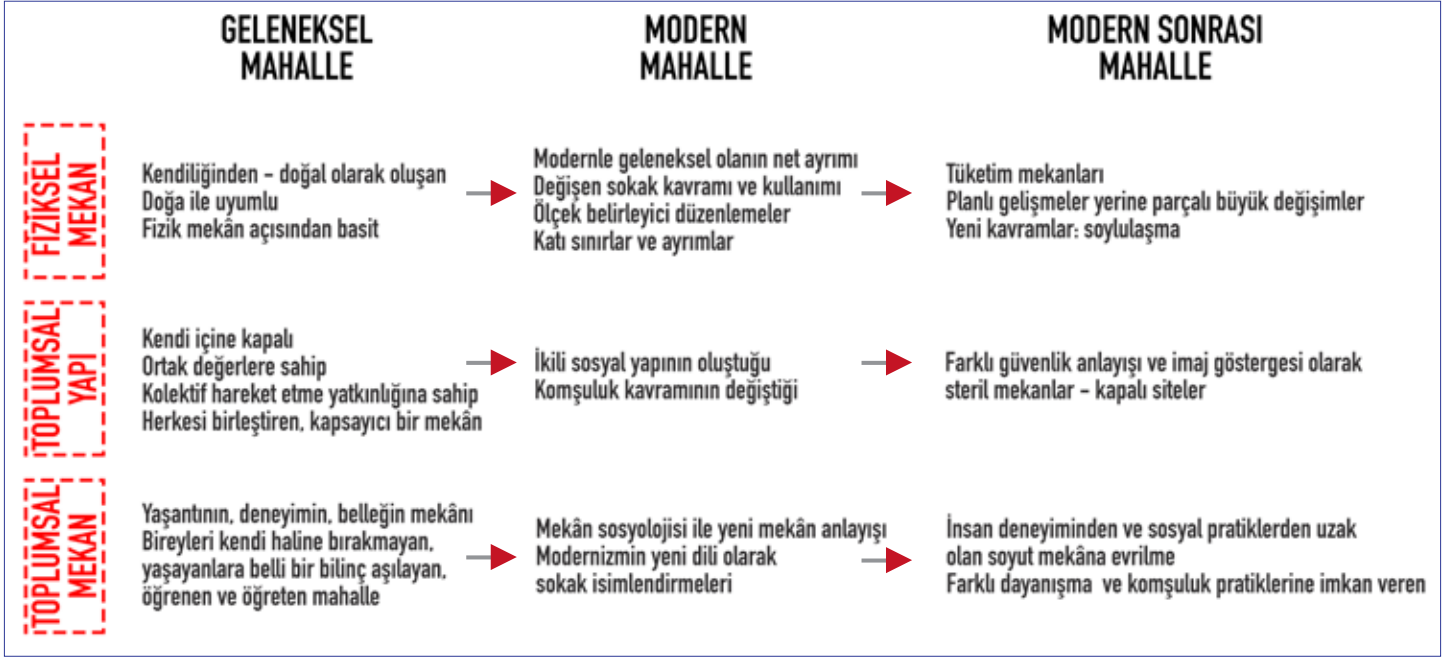 GELENEKSEL
MAHALLE
MODERN
MAHALLE
MODERN SONRASI
MAHALLE
FİZİKSEL
MEKAN
Kendiliğinden – doğal olarak oluşan
Doğa ile uyumlu
Fizik mekân açısından basit
Modernle geleneksel olanın net ayrımı
Değişen sokak kavramı ve kullanımı
Ölçek belirleyici düzenlemeler
Katı sınırlar ve ayrımlar
Tüketim mekanları
Planlı gelişmeler yerine parçalı büyük değişimler
Yeni kavramlar: soylulaşma
TOPLUMSAL
YAPI
Kendi içine kapalı
Ortak değerlere sahip
Kolektif hareket etme yatkınlığına sahip
Herkesi birleştiren, kapsayıcı bir mekân
İkili sosyal yapının oluştuğu
Komşuluk kavramının değiştiği
Farklı güvenlik anlayışı ve imaj göstergesi olarak
steril mekanlar – kapalı siteler
TOPLUMSAL
MEKAN
Yaşantının, deneyimin, belleğin mekânı
Bireyleri kendi haline bırakmayan,
yaşayanlara belli bir bilinç aşılayan,
öğrenen ve öğreten mahalle
Mekân sosyolojisi ile yeni mekân anlayışı
Modernizmin yeni dili olarak
sokak isimlendirmeleri
İnsan deneyiminden ve sosyal pratiklerden uzak
olan soyut mekâna evrilme
Farklı dayanışma ve komşuluk pratiklerine imkan veren